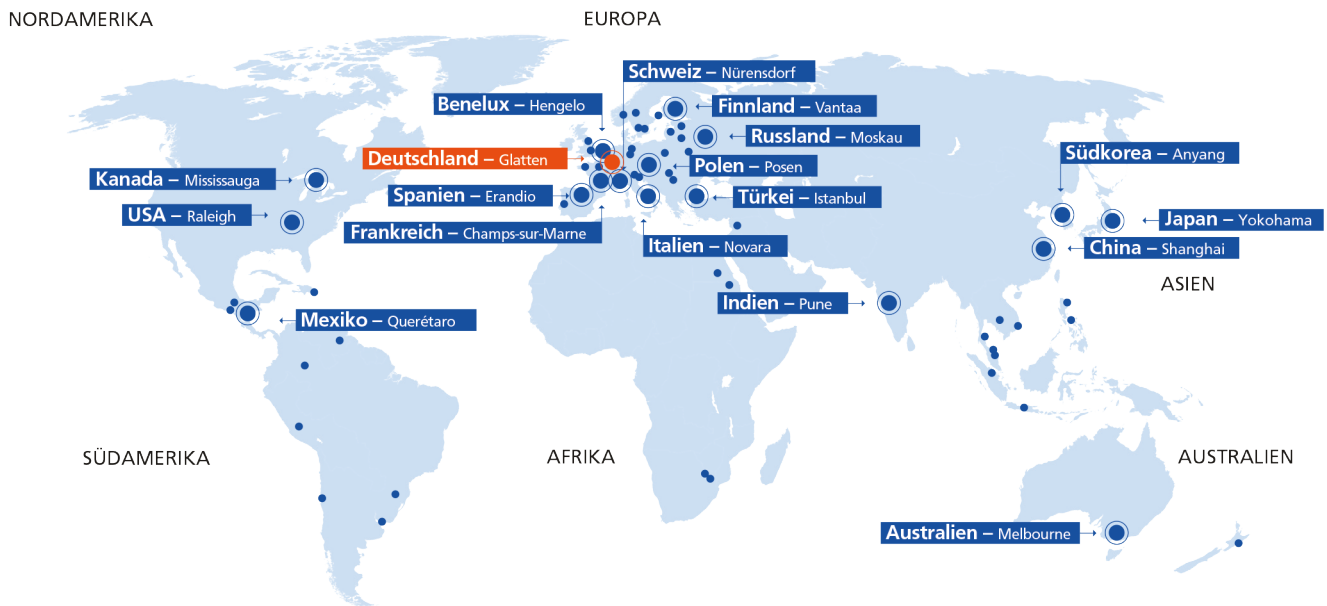 NORDAMERIKA
EUROPA
Schweiz – Nürensdorf
Benelux – Hengelo
Finnland – Vantaa
Russland – Moskau
Deutschland – Glatten
Polen – Posen
Südkorea – Anyang
Kanada – Mississauga
Spanien – Erandio
Türkei – Istanbul
USA – Raleigh
Japan – Yokohama
Frankreich – Champs-sur-Marne
Italien – Novara
China – Shanghai
ASIEN
Indien – Pune
Mexiko – Querétaro
SÜDAMERIKA
AFRIKA
AUSTRALIEN
Australien – Melbourne